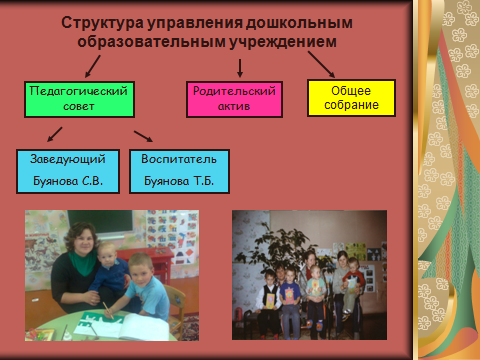 Структура управления дошкольным
образовательным учреждением
Педагогический
совет
Родительский
актив
Общее
собрание
Заведующий
Буянова С.В.
Воспитатель
Буянова Т.Б.